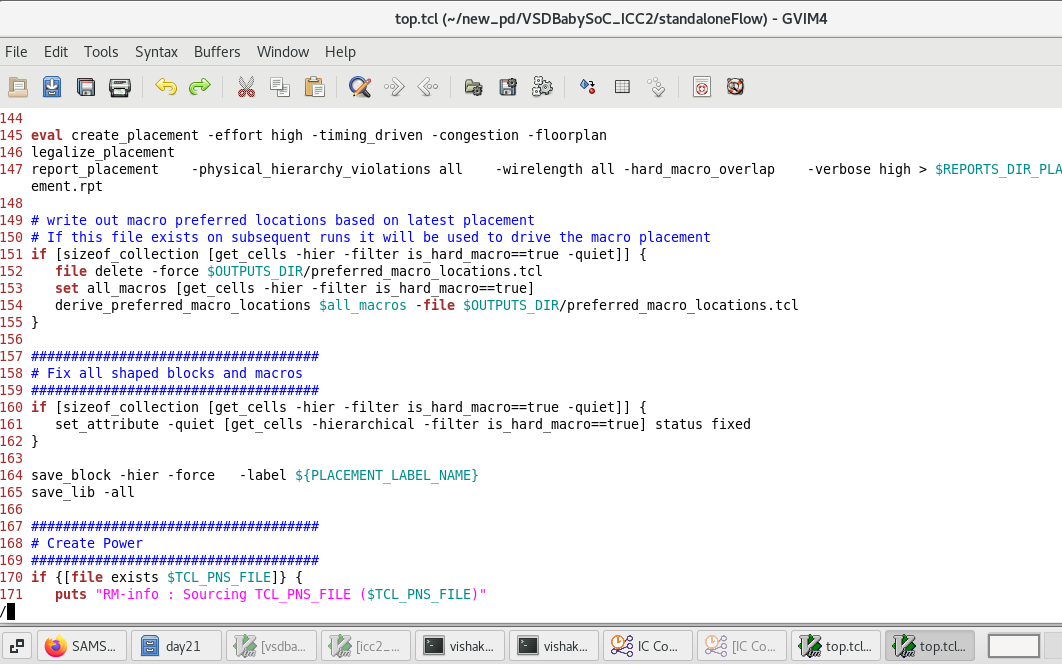 top.tcl (~/new_pd/VSDBabySoC_ICC2/standaloneFlow) - GVIM4
File Edit Tools Syntax Buffers Window Help
144
145 eval create_placement -effort high -timing_driven -congestion -floorplan
146 legalize_placement
147 report_placement    -physical_hierarchy_violations all    -wirelength all -hard_macro_overlap    -verbose high > $REPORTS_DIR_PLA
ement.rpt
148
149 # write out macro preferred locations based on latest placement
150 # If this file exists on subsequent runs it will be used to drive the macro placement
151 if [sizeof_collection [get_cells -hier -filter is_hard_macro==true -quiet]] {
152    file delete -force $OUTPUTS_DIR/preferred_macro_locations.tcl
153    set all_macros [get_cells -hier -filter is_hard_macro==true]
154    derive_preferred_macro_locations $all_macros -file $OUTPUTS_DIR/preferred_macro_locations.tcl
155 }
156
157 ####################################
158 # Fix all shaped blocks and macros
159 ####################################
160 if [sizeof_collection [get_cells -hier -filter is_hard_macro==true -quiet]] {
161    set_attribute -quiet [get_cells -hierarchical -filter is_hard_macro==true] status fixed
162 }
163
164 save_block -hier -force   -label ${PLACEMENT_LABEL_NAME}
165 save_lib -all
166
167 ####################################
168 # Create Power
169 ####################################
170 if {[file exists $TCL_PNS_FILE]} {
171    puts "RM-info : Sourcing TCL_PNS_FILE ($TCL_PNS_FILE)"
/
SAMS... day21 [vsdba... [icc2_... vishak... vishak... IC Co... [IC Co... top.tcl... top.tcl...